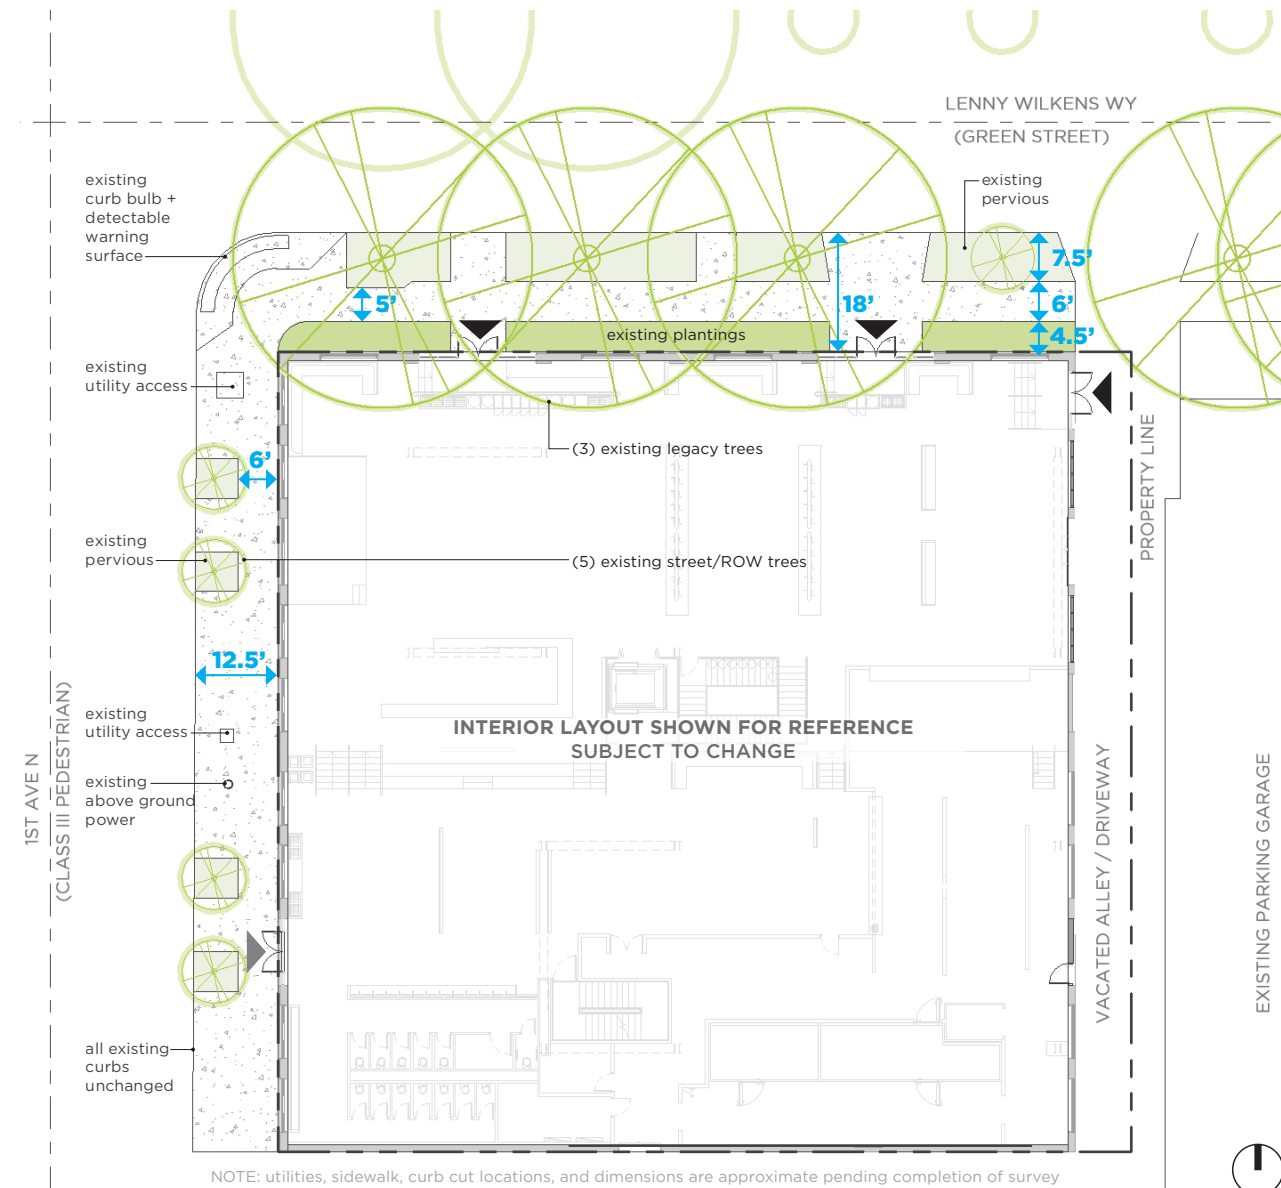 LENNY WILKENS WY
(GREEN STREET)
existing
curb bulb +
detectable
warning
surface
existing
pervious
7.5’
5’
18’
6’
existing plantings
4.5’
existing
utility access
(3) existing legacy trees
6’
existing
pervious
(5) existing street/ROW trees
PROPERTY LINE
12.5’
existing
utility access
INTERIOR LAYOUT SHOWN FOR REFERENCE
SUBJECT TO CHANGE
existing
above ground
power
1ST AVE N
(CLASS III PEDESTRIAN)
VACATED ALLEY / DRIVEWAY
EXISTING PARKING GARAGE
all existing
curbs
unchanged
NOTE: utilities, sidewalk, curb cut locations, and dimensions are approximate pending completion of survey